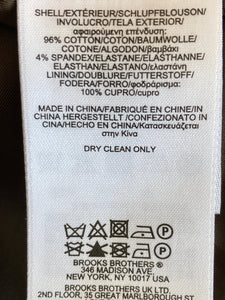 SHELL/EXTÉRIEUR/SCHLUPFBLOUSON/
INVOLUCRO/TELA EXTERIOR/
αφαιρούμενη επένδυση:
96% COTTON/COTON/BAUMWOLLE/
COTONE/ALGODON/βαμβάκι
4% SPANDEX/ELASTANE/ELASTHANNE/
ELASTHAN/ELASTANO/ελαστίνη
LINING/DOUBLURE/FUTTERSTOFF/
FODERA/FORRO/φοδράρισμα:
100% CUPRO/CUPRO/
MADE IN CHINA/FABRIQUÉ EN CHINE/IN
CHINA HERGESTELLT /CONFEZIONATO IN
CINA/HECHO EN CHINA/Κατασκευάζεται
στην Κίνα
DRY CLEAN ONLY
P
P
BROOKS BROTHERS®
346 MADISON AVE.
NEW YORK, NY 10017 USA
BROOKS BROTHERS UK LTD.
2ND FLOOR, 35 GREAT MARLBOROUGH ST